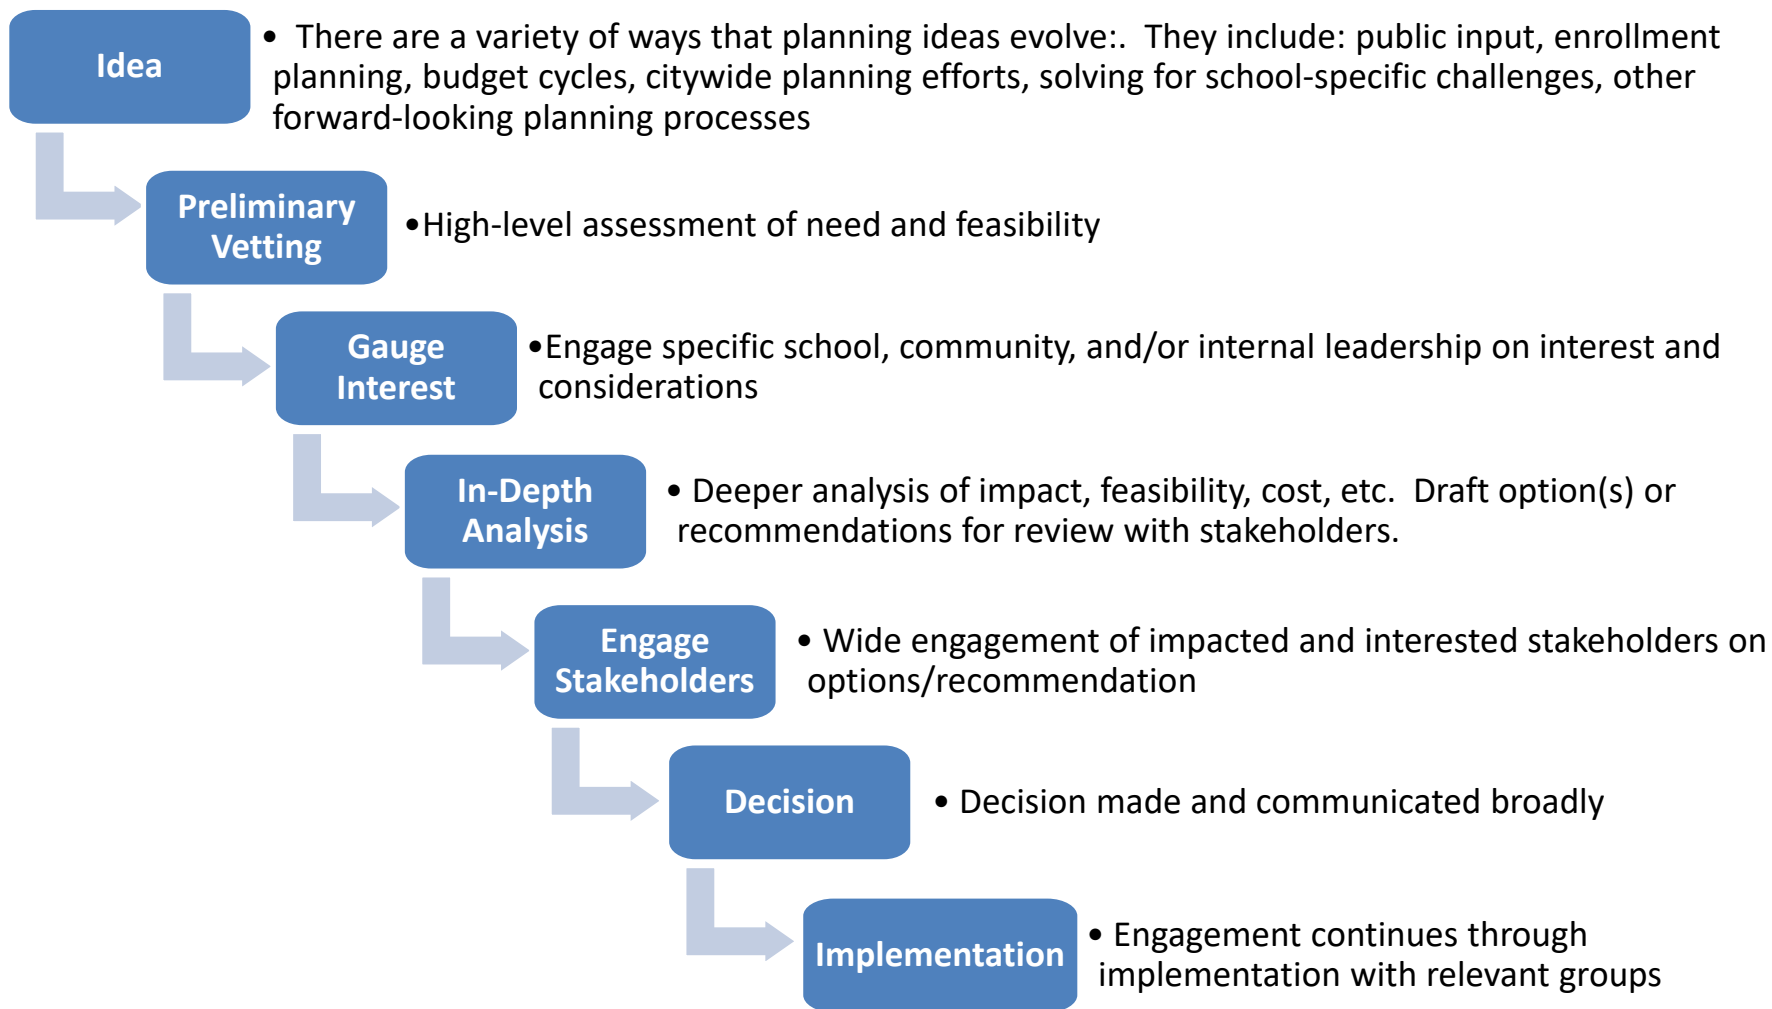 Idea
• There are a variety of ways that planning ideas evolve:. They include: public input, enrollment
planning, budget cycles, citywide planning efforts, solving for school-specific challenges, other
forward-looking planning processes
Preliminary
Vetting
•High-level assessment of need and feasibility
Gauge
Interest
•Engage specific school, community, and/or internal leadership on interest and
considerations
In-Depth
Analysis
• Deeper analysis of impact, feasibility, cost, etc. Draft option(s) or
recommendations for review with stakeholders.
Engage
Stakeholders
• Wide engagement of impacted and interested stakeholders on
options/recommendation
Decision
• Decision made and communicated broadly
Implementation
• Engagement continues through
implementation with relevant groups